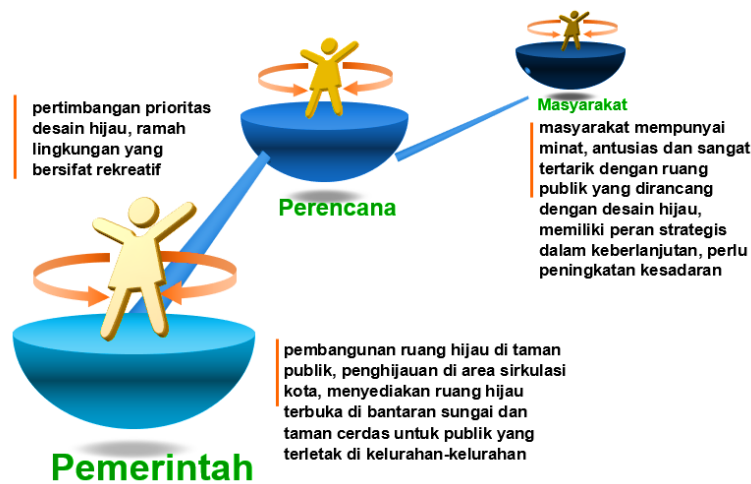 pertimbangan prioritas
desain hijau, ramah
lingkungan yang
bersifat rekreatif
Perencana
Masyarakat
masyarakat mempunyai
minat, antusias dan sangat
tertarik dengan ruang
publik yang dirancang
dengan desain hijau,
memiliki peran strategis
dalam keberlanjutan, perlu
peningkatan kesadaran
pembangunan ruang hijau di taman
publik, penghijauan di area sirkulasi
kota, menyediakan ruang hijau
terbuka di bantaran sungai dan
taman cerdas untuk publik yang
terletak di kelurahan-kelurahan
Pemerintah